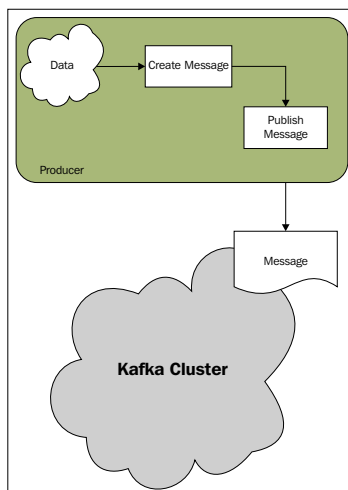 Data
Create Message
Publish
Message
Producer
Message
Kafka Cluster